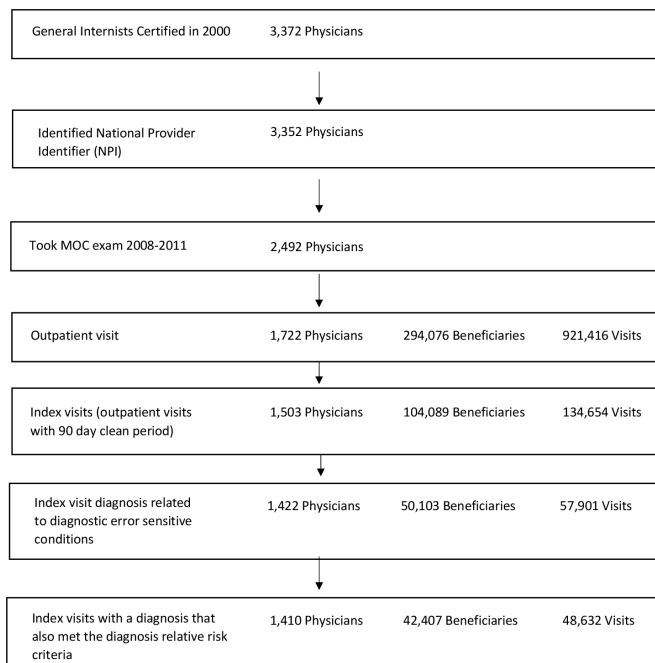 General Internists Certified in 2000 3,372 Physicians
Identified National Provider 3,352 Physicians
Identifier (NPI)
Took MOC exam 2008-2011 2,492 Physicians
Outpatient visit 1,722 Physicians 294,076 Beneficiaries 921,416 Visits
Index visits (outpatient visits 1,503 Physicians 104,089 Beneficiaries 134,654 Visits
with 90 day clean period)
Index visit diagnosis related 1,422 Physicians 50,103 Beneficiaries 57,901 Visits
to diagnostic error sensitive
conditions
Index visits with a diagnosis that 1,410 Physicians 42,407 Beneficiaries 48,632 Visits
also met the diagnosis relative risk
criteria